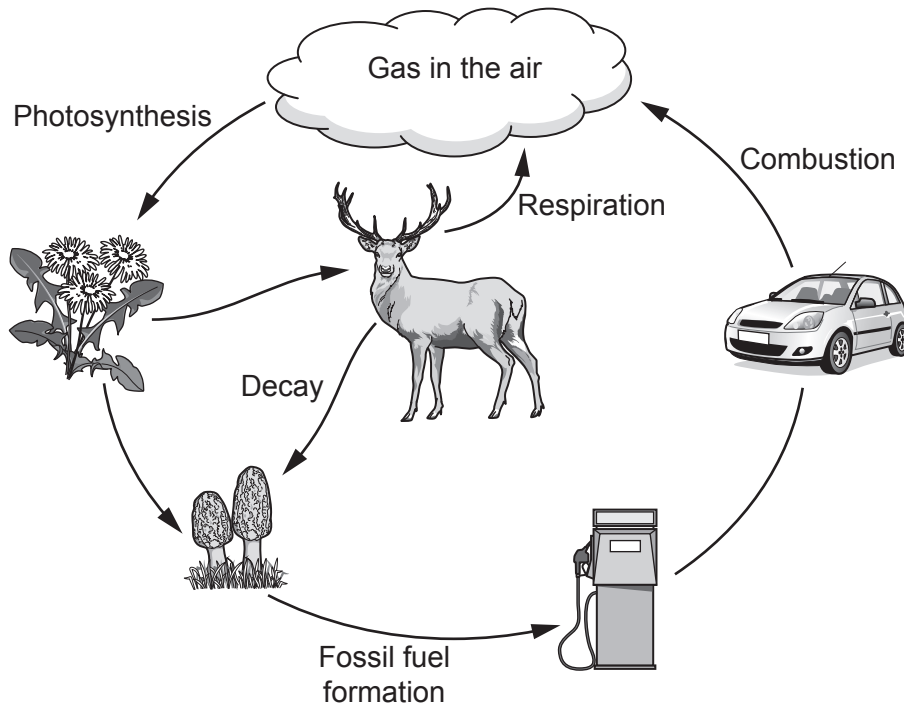 Gas in the air
Photosynthesis
Combustion
Respiration
Decay
Fossil fuel
formation